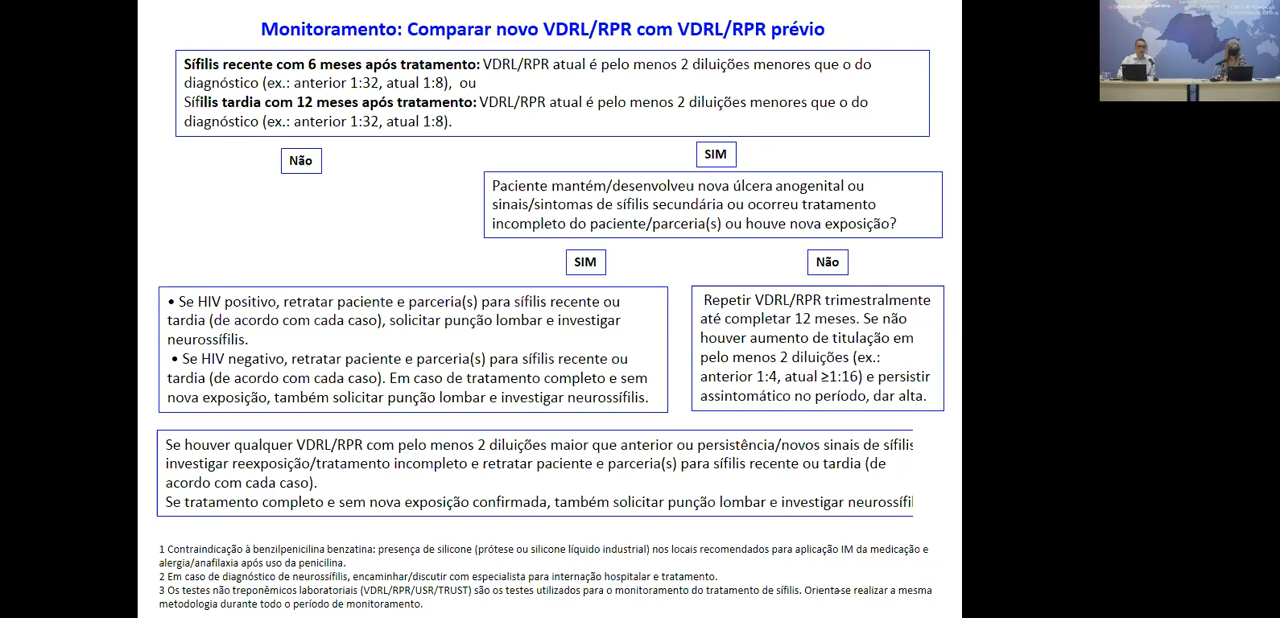 Monitoramento: Comparar novo VDRL/RPR com VDRL/RPR prévio
Sífilis recente com 6 meses após tratamento: VDRL/RPR atual é pelo menos 2 diluições menores que o do
diagnóstico (ex.: anterior 1:32, atual 1:8), ou
Sífilis tardia com 12 meses após tratamento: VDRL/RPR atual é pelo menos 2 diluições menores que o do
diagnóstico (ex.: anterior 1:32, atual 1:8).
Não
SIM
Paciente mantém/desenvolveu nova úlcera anogenital ou
sinais/sintomas de sífilis secundária ou ocorreu tratamento
incompleto do paciente/parceria(s) ou houve nova exposição?
SIM
Não
• Se HIV positivo, retratar paciente e parceria(s) para sífilis recente ou
tardia (de acordo com cada caso), solicitar punção lombar e investigar
neurossífilis.
• Se HIV negativo, retratar paciente e parceria(s) para sífilis recente ou
tardia (de acordo com cada caso). Em caso de tratamento completo e sem
nova exposição, também solicitar punção lombar e investigar neurossífilis.
Repetir VDRL/RPR trimestralmente
até completar 12 meses. Se não
houver aumento de titulação em
pelo menos 2 diluições (ex.:
anterior 1:4, atual ≥1:16) e persistir
assintomático no período, dar alta.
Se houver qualquer VDRL/RPR com pelo menos 2 diluições maior que anterior ou persistência/novos sinais de sífilis
investigar reexposição/tratamento incompleto e retratar paciente e parceria(s) para sífilis recente ou tardia (de
acordo com cada caso).
Se tratamento completo e sem nova exposição confirmada, também solicitar punção lombar e investigar neurossífil
1 Contraindicação à benzilpenicilina benzatina: presença de silicone (prótese ou silicone líquido industrial) nos locais recomendados para aplicação IM da medicação e
alergia/anafilaxia após uso da penicilina.
2 Em caso de diagnóstico de neurossífilis, encaminhar/discutir com especialista para internação hospitalar e tratamento.
3 Os testes não treponêmicos laboratoriais (VDRL/RPR/USR/TRUST) são os testes utilizados para o monitoramento do tratamento de sífilis. Orienta-se realizar a mesma
metodologia durante todo o período de monitoramento.